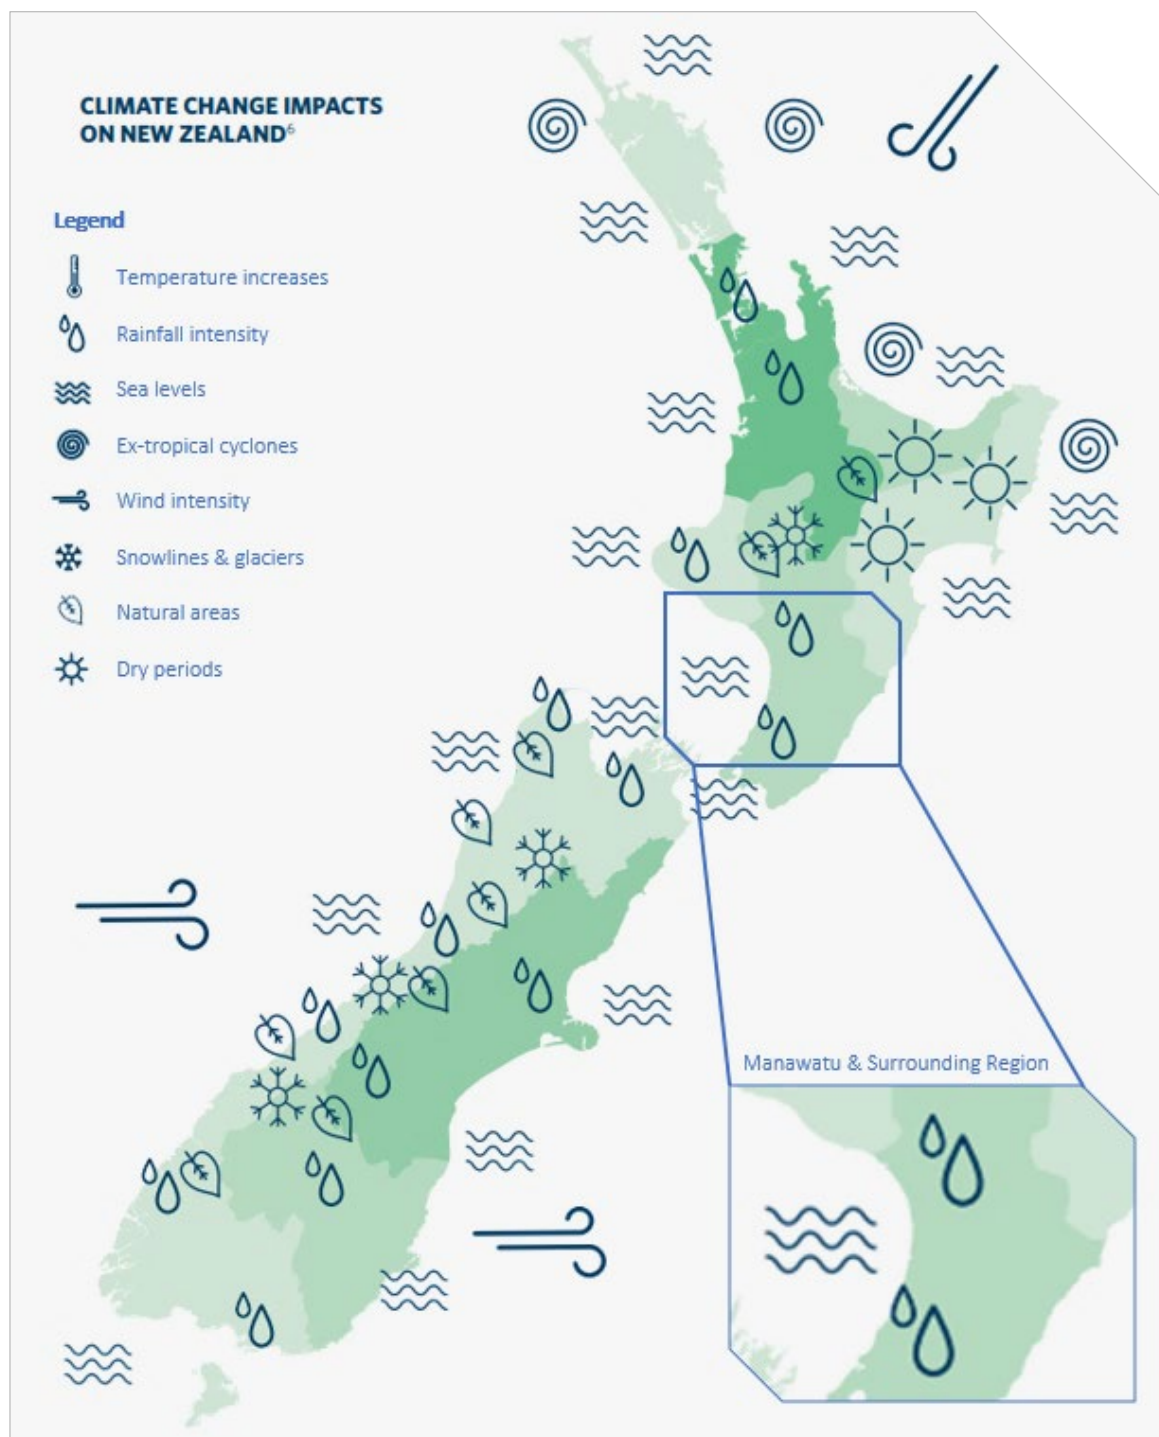 CLIMATE CHANGE IMPACTS
ON NEW ZEALAND⁶
Legend
Temperature increases
Rainfall intensity
Sea levels
Ex-tropical cyclones
Wind intensity
Snowlines & glaciers
Natural areas
Dry periods
Manawatu & Surrounding Region